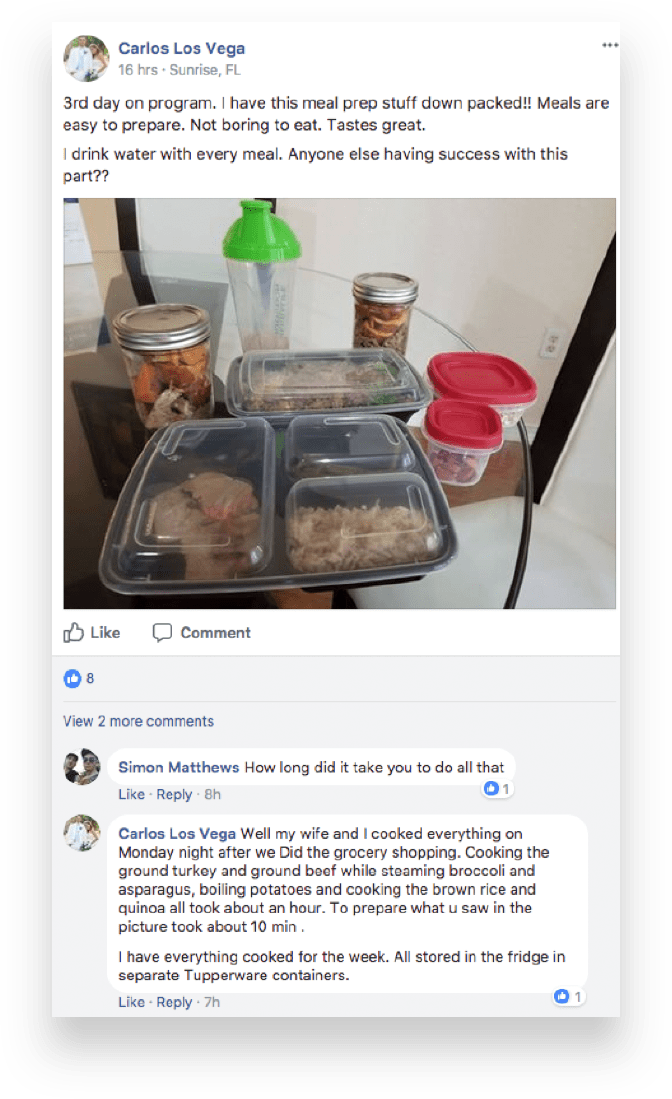 Carlos Los Vega
16 hrs · Sunrise, FL
3rd day on program. I have this meal prep stuff down packed!! Meals are
easy to prepare. Not boring to eat. Tastes great.
I drink water with every meal. Anyone else having success with this
part??
Like Comment
8
View 2 more comments
Simon Matthews How long did it take you to do all that
Like · Reply · 8h 1
Carlos Los Vega Well my wife and I cooked everything on
Monday night after we Did the grocery shopping. Cooking the
ground turkey and ground beef while steaming broccoli and
asparagus, boiling potatoes and cooking the brown rice and
quinoa all took about an hour. To prepare what u saw in the
picture took about 10 min .
I have everything cooked for the week. All stored in the fridge in
separate Tupperware containers.
Like · Reply · 7h 1